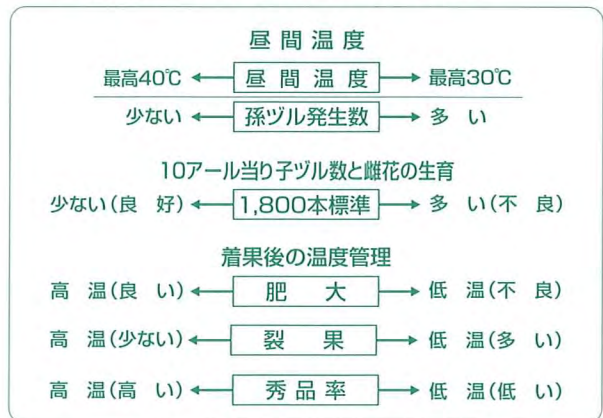 昼間温度
最高40℃ ← 昼間温度 → 最高30℃
少ない ← 孫ヅル発生数 → 多い
10アール当り子ヅル数と雌花の生育
少ない(良好) ← 1,800本標準 → 多い(不良)
着果後の温度管理
高温(良い) ← 肥大 → 低温(不良)
高温(少ない) ← 裂果 → 低温(多い)
高温(高い) ← 秀品率 → 低温(低い)